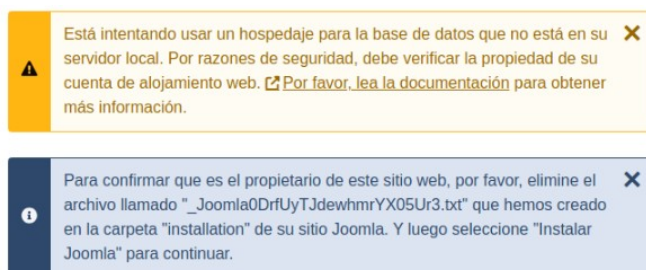 Está intentando usar un hospedaje para la base de datos que no está en su
servidor local. Por razones de seguridad, debe verificar la propiedad de su
cuenta de alojamiento web. Por favor, lea la documentación para obtener
más información.
Para confirmar que es el propietario de este sitio web, por favor, elimine el
archivo llamado "_Joomla0DrfUyTJdewhmrYX05Ur3.txt" que hemos creado
en la carpeta "installation" de su sitio Joomla. Y luego seleccione "Instalar
Joomla" para continuar.